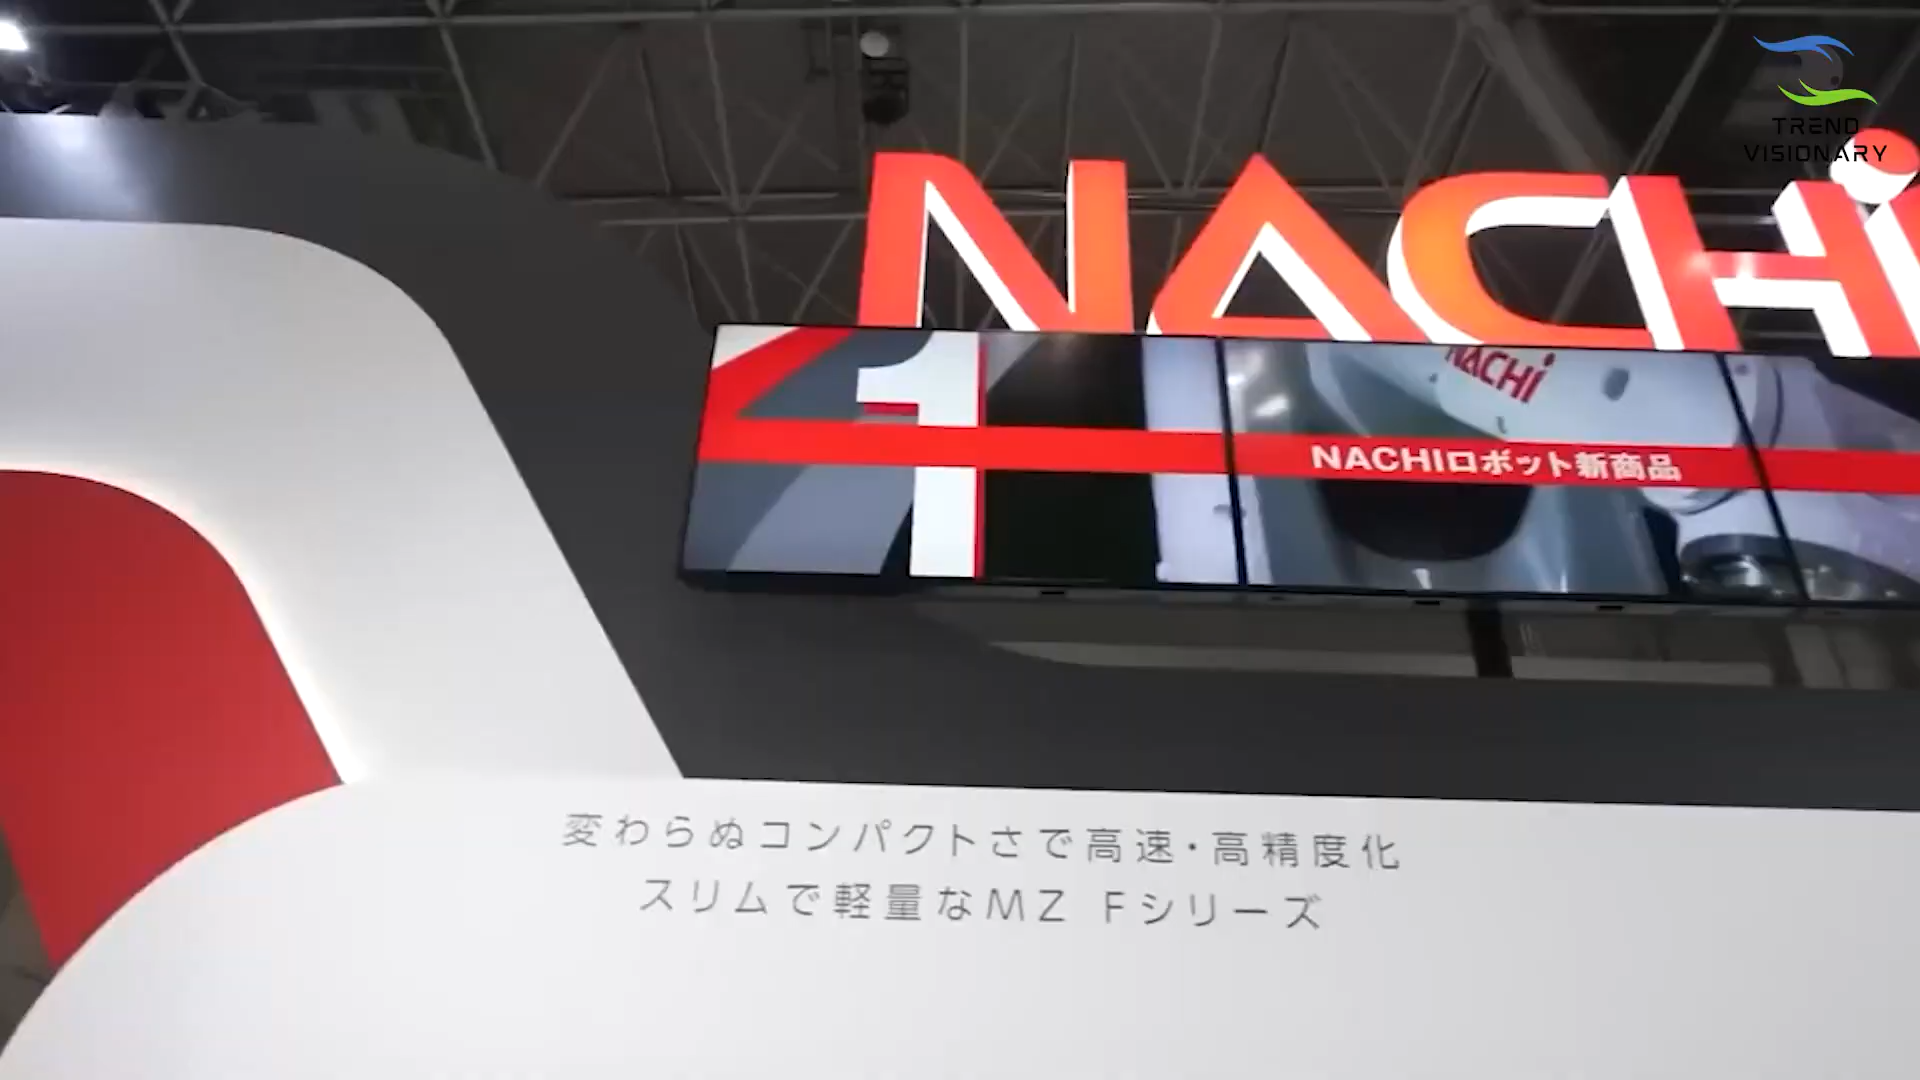 TREND
VISIONARY
NACHi
1
NACHi
NACHIロボット新商品
変わらぬコンパクトさで高速・高精度化
スリムで軽量なMZ Fシリーズ